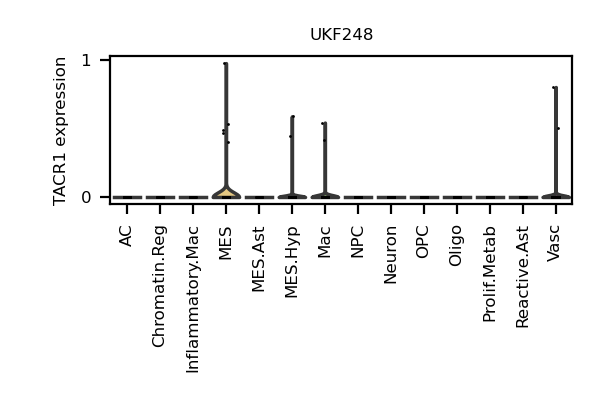 UKF248
TACR1 expression
1
0
AC
Chromatin.Reg
Inflammatory.Mac
MES
MES.Ast
MES.Hyp
Mac
NPC
Neuron
OPC
Oligo
Prolif.Metab
Reactive.Ast
Vasc